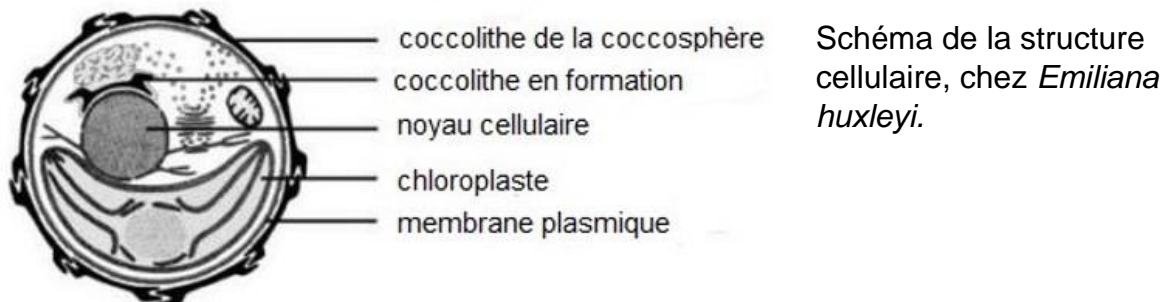 coccolithe de la coccosphère
coccolithe en formation
noyau cellulaire
chloroplaste
membrane plasmique
Schéma de la structure
cellulaire, chez Emiliana
huxleyi.